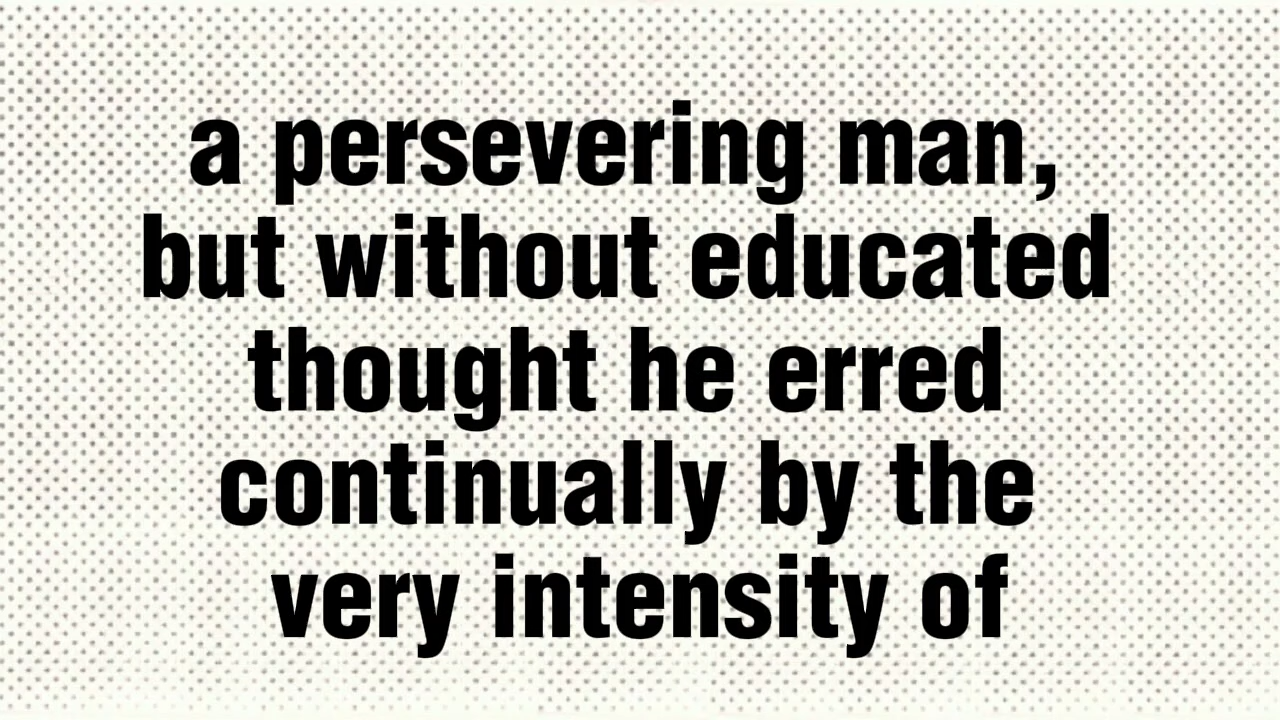 a persevering man,
but without educated
thought he erred
continually by the
very intensity of